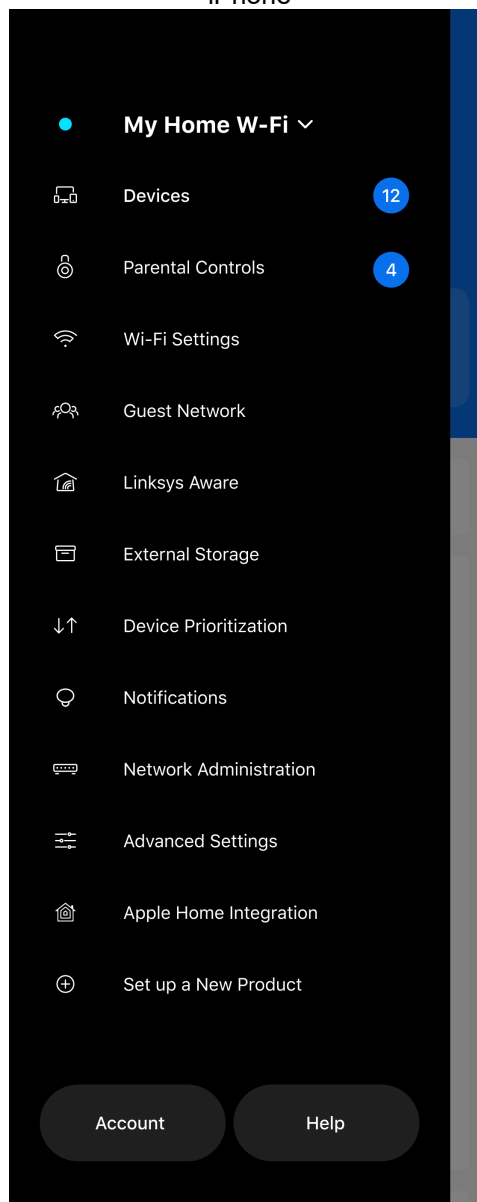 iPhone
My Home W-Fi
Devices 12
Parental Controls 4
Wi-Fi Settings
Guest Network
Linksys Aware
External Storage
Device Prioritization
Notifications
Network Administration
Advanced Settings
Apple Home Integration
Set up a New Product
Account Help